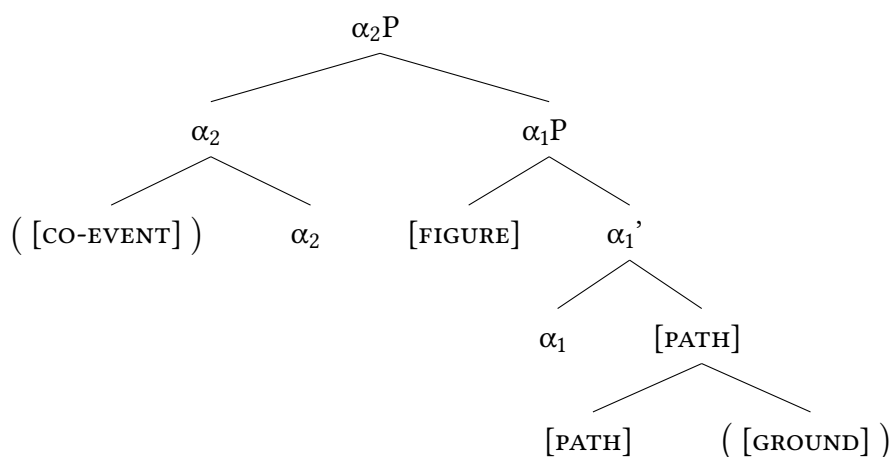 α₂P
α₂ α₁P
( [CO-EVENT] ) α₂ [FIGURE] α₁’
α₁ [PATH]
[PATH] ( [GROUND] )